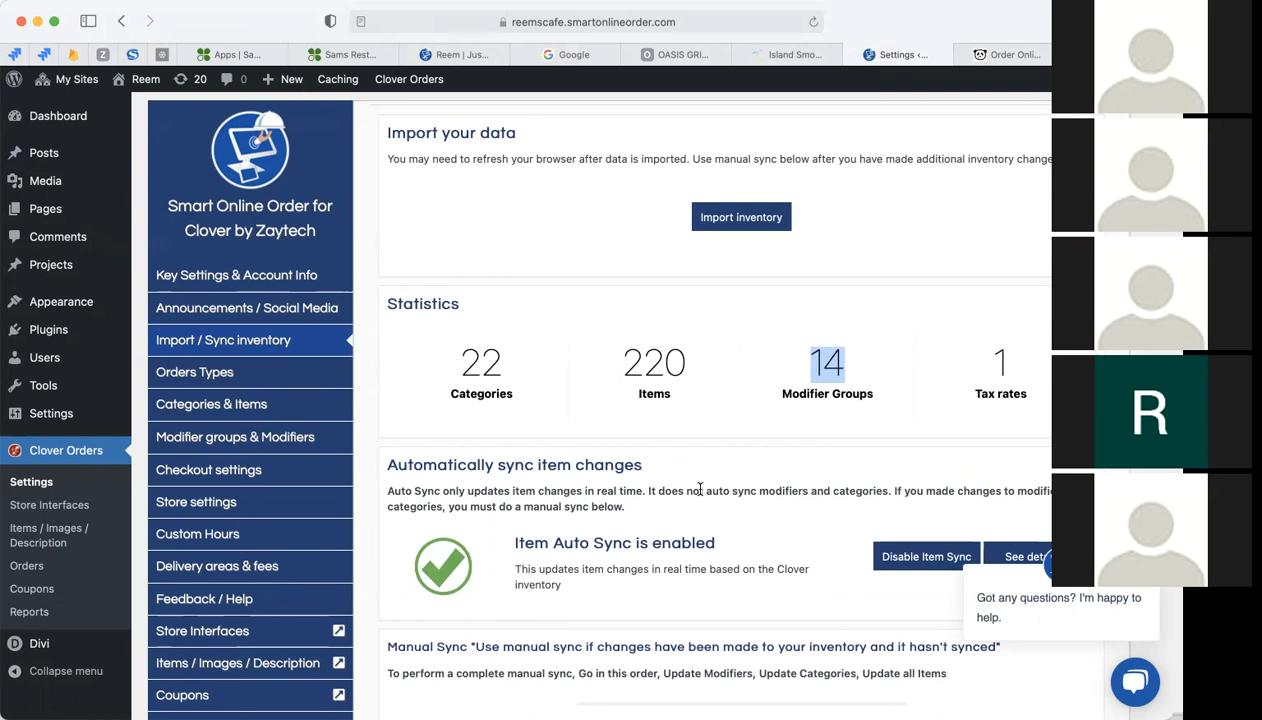 reemscafe.smartonlineorder.com
Apps | Sa...
Sams Rest...
Reem | Jus...
Google
OASIS GRI...
Island Smo...
Settings ‹...
Order Onli...
My Sites
Reem
20
0
New
Caching
Clover Orders
Dashboard
Posts
Media
Pages
Comments
Projects
Appearance
Plugins
Users
Tools
Settings
Clover Orders
Settings
Store Interfaces
Items / Images /
Description
Orders
Coupons
Reports
Divi
Collapse menu
Smart Online Order for
Clover by Zaytech
Key Settings & Account Info
Announcements / Social Media
Import / Sync inventory
Orders Types
Categories & Items
Modifier groups & Modifiers
Checkout settings
Store settings
Custom Hours
Delivery areas & fees
Feedback / Help
Store Interfaces
Items / Images / Description
Coupons
Import your data
You may need to refresh your browser after data is imported. Use manual sync below after you have made additional inventory change
Import inventory
Statistics
22
Categories
220
Items
14
Modifier Groups
1
Tax rates
Automatically sync item changes
Auto Sync only updates item changes in real time. It does not auto sync modifiers and categories. If you made changes to modifi
categories, you must do a manual sync below.
Item Auto Sync is enabled
This updates item changes in real time based on the Clover
inventory
Disable Item Sync
See det
Got any questions? I'm happy to
help.
Manual Sync "Use manual sync if changes have been made to your inventory and it hasn't synced"
To perform a complete manual sync, Go in this order, Update Modifiers, Update Categories, Update all Items
R